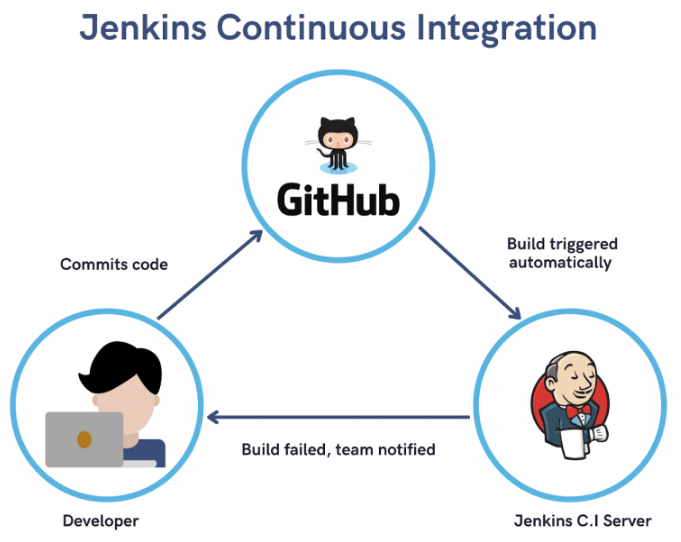 Jenkins Continuous Integration
GitHub
Build triggered
automatically
Commits code
Build failed, team notified
Developer
Jenkins C.I Server